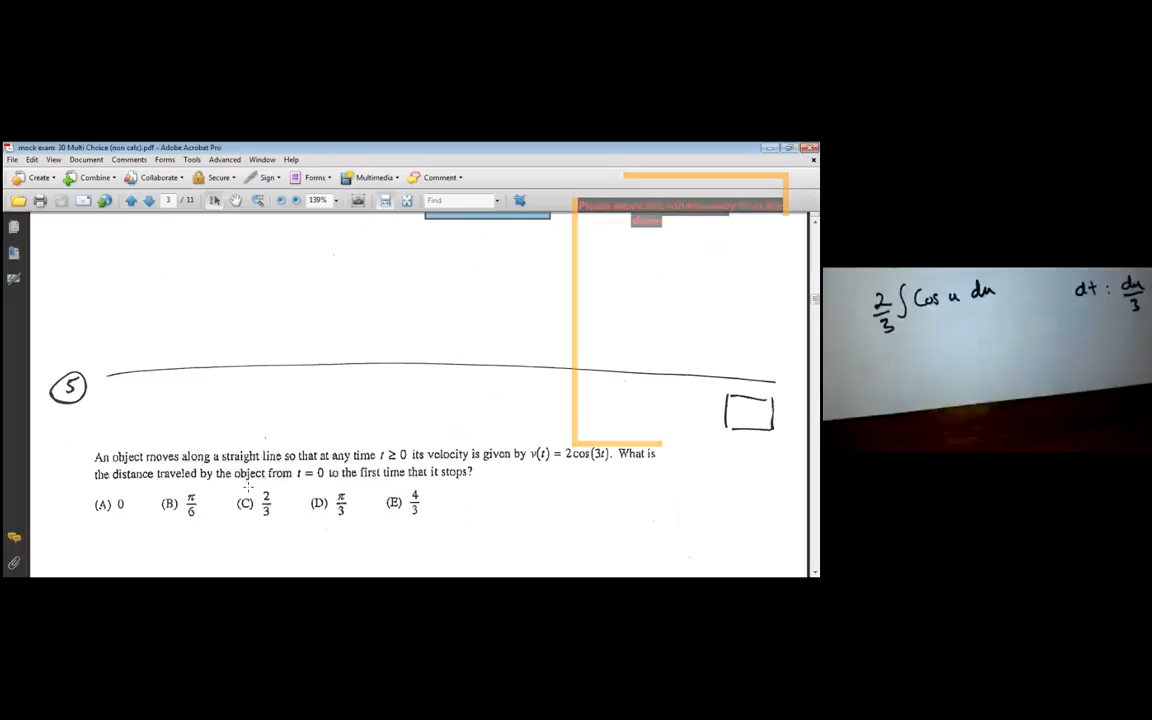 mock exam 30 Multi Choice (non calc).pdf - Adobe Acrobat Pro
File Edit View Document Comments Forms Tools Advanced Window Help
Create Combine Collaborate Secure Sign Forms Multimedia Comment
3 / 11 139% Find
Please move
5
An object moves along a straight line so that at any time t ≥ 0 its velocity is given by v(t) = 2cos(3t). What is
the distance traveled by the object from t = 0 to the first time that it stops?
(A) 0 (B) π/6 (C) 2/3 (D) π/3 (E) 4/3
2/3 ∫ Cos u du dt : du/3